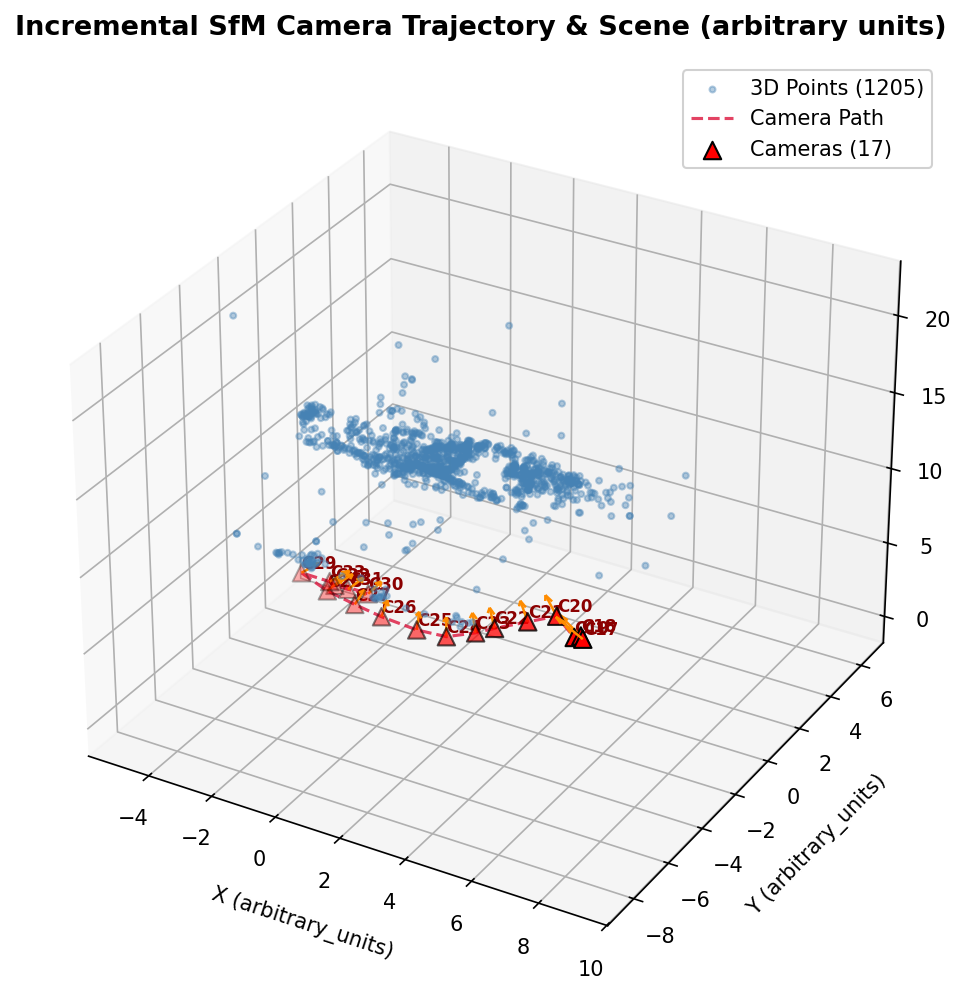 Incremental SfM Camera Trajectory & Scene (arbitrary units)
3D Points (1205)
Camera Path
Cameras (17)
20
15
10
5
0
6
4
2
0
−2
−4
−6
−8
Y (arbitrary_units)
−4
−2
0
2
4
6
8
10
X (arbitrary_units)
C30
C26
C25
C20